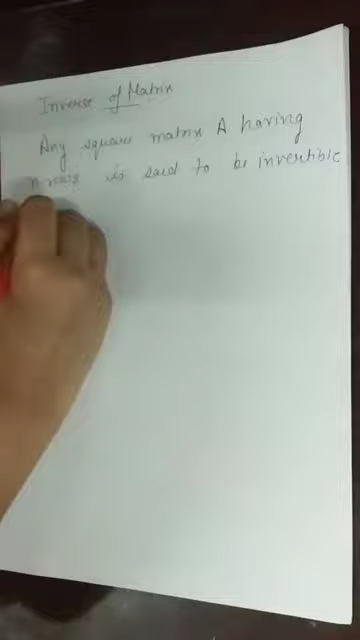 Inverse of Matrix
Any square matrix A having
n rows is said to be invertible